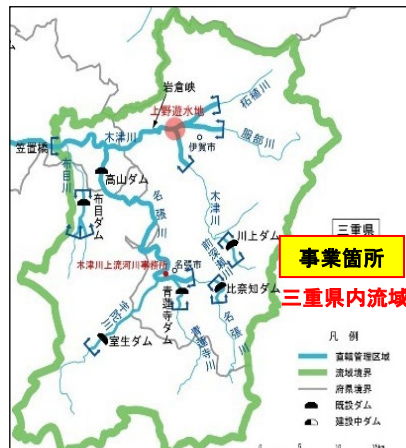 ダム
岩倉峡
上野遊水地
柘植川
服部川
伊賀市
笠置橋
木津川
布目川
高山ダム
布目ダム
名張川
木津川
三重県
川上ダム
前深瀬川
事業箇所
木津川上流河川事務所
名張市
比奈知ダム
三重県内流域
青蓮寺ダム
宇陀川
室生ダム
青蓮寺川
名張川
凡例
直轄管理区域
流域境界
府県境界
既設ダム
建設中ダム
0 5 10 15km